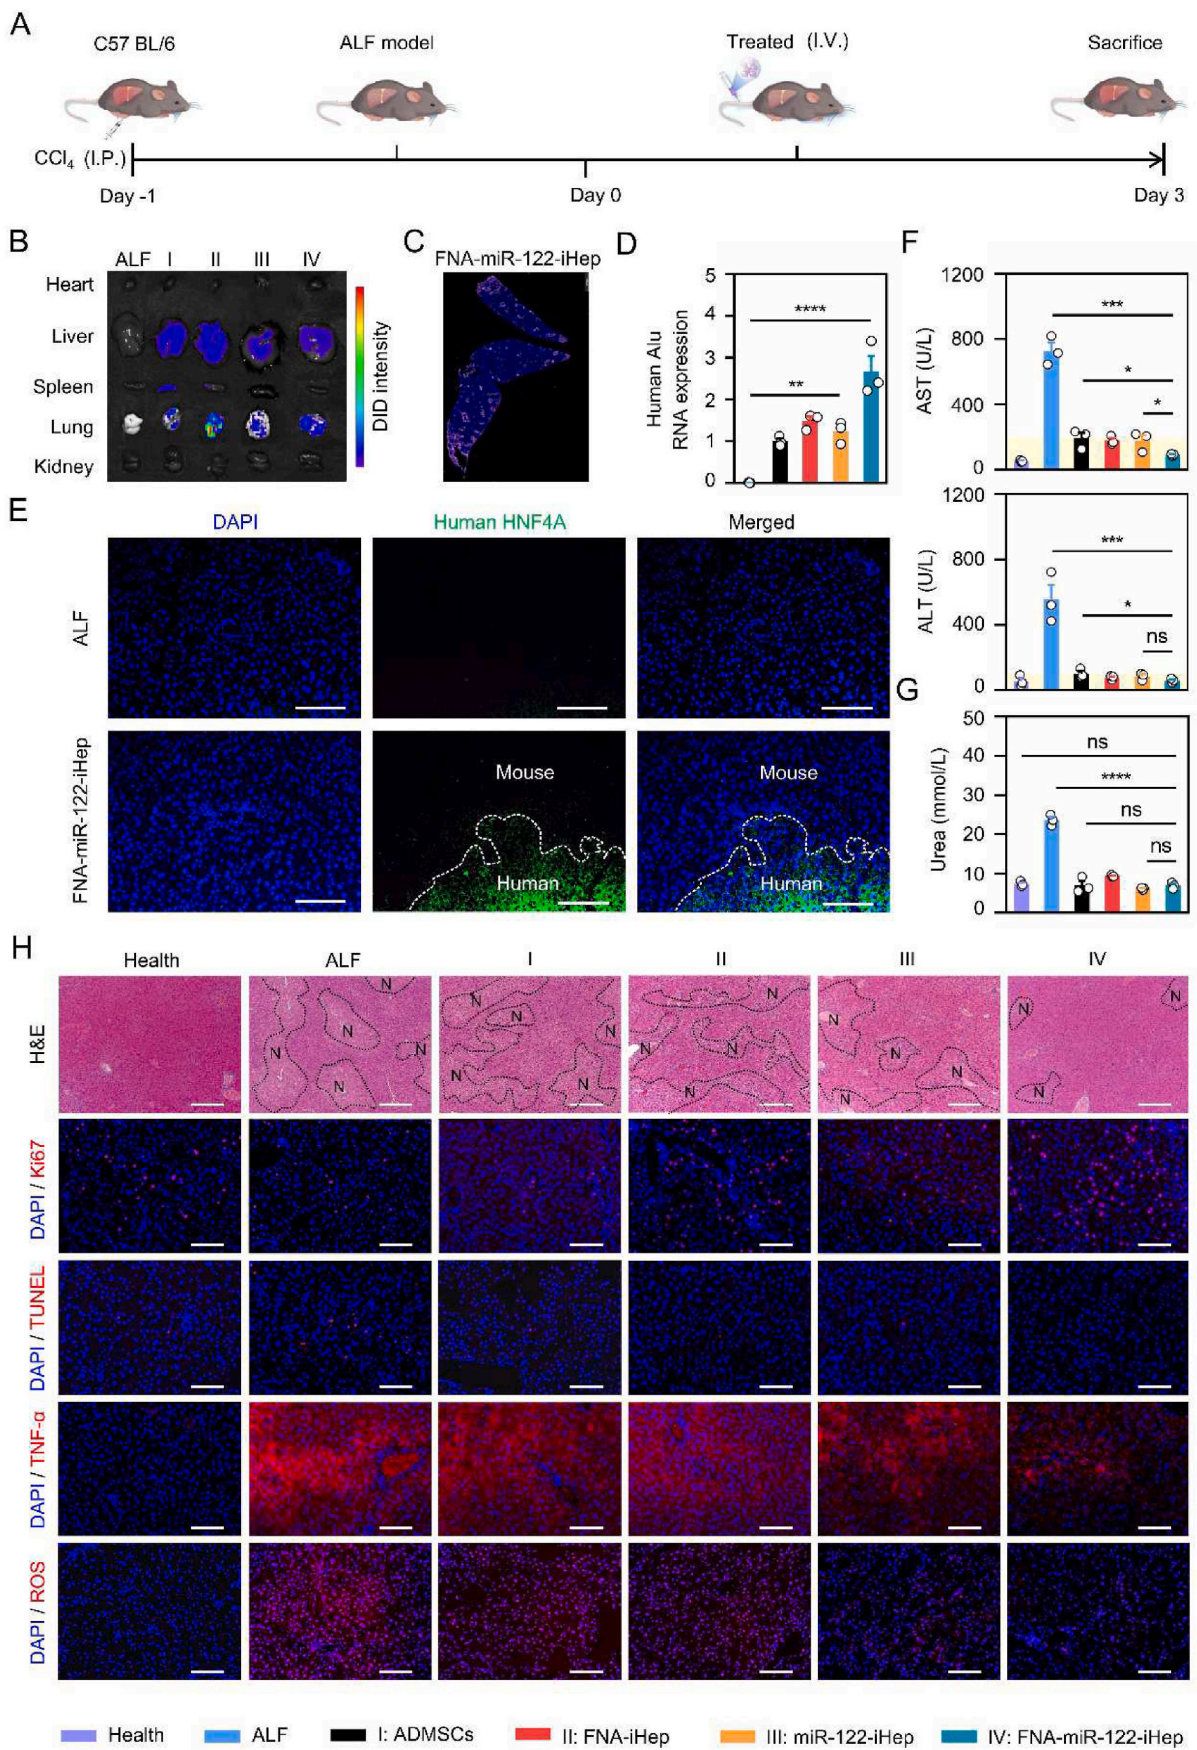 A
C57 BL/6
ALF model
Treated (I.V.)
Sacrifice
CCl4 (I.P.)
Day -1
Day 0
Day 3
B
ALF I II III IV
Heart
Liver
Spleen
Lung
Kidney
DID intensity
C
FNA-miR-122-iHep
D
Human Alu
RNA expression
5
4
3
2
1
0
****
**
F
AST (U/L)
1200
800
400
0
***
*
*
ALT (U/L)
1200
800
400
0
***
*
ns
E
DAPI
Human HNF4A
Merged
ALF
FNA-miR-122-iHep
Mouse
Human
Mouse
Human
G
Urea (mmol/L)
50
40
30
20
10
0
ns
****
ns
ns
H
Health
ALF
I
II
III
IV
H&E
N N N N N
N N N N
N N N N
N N N
N N N
DAPI / Ki67
DAPI / TUNEL
DAPI / TNF-α
DAPI / ROS
Health
ALF
I: ADMSCs
II: FNA-iHep
III: miR-122-iHep
IV: FNA-miR-122-iHep